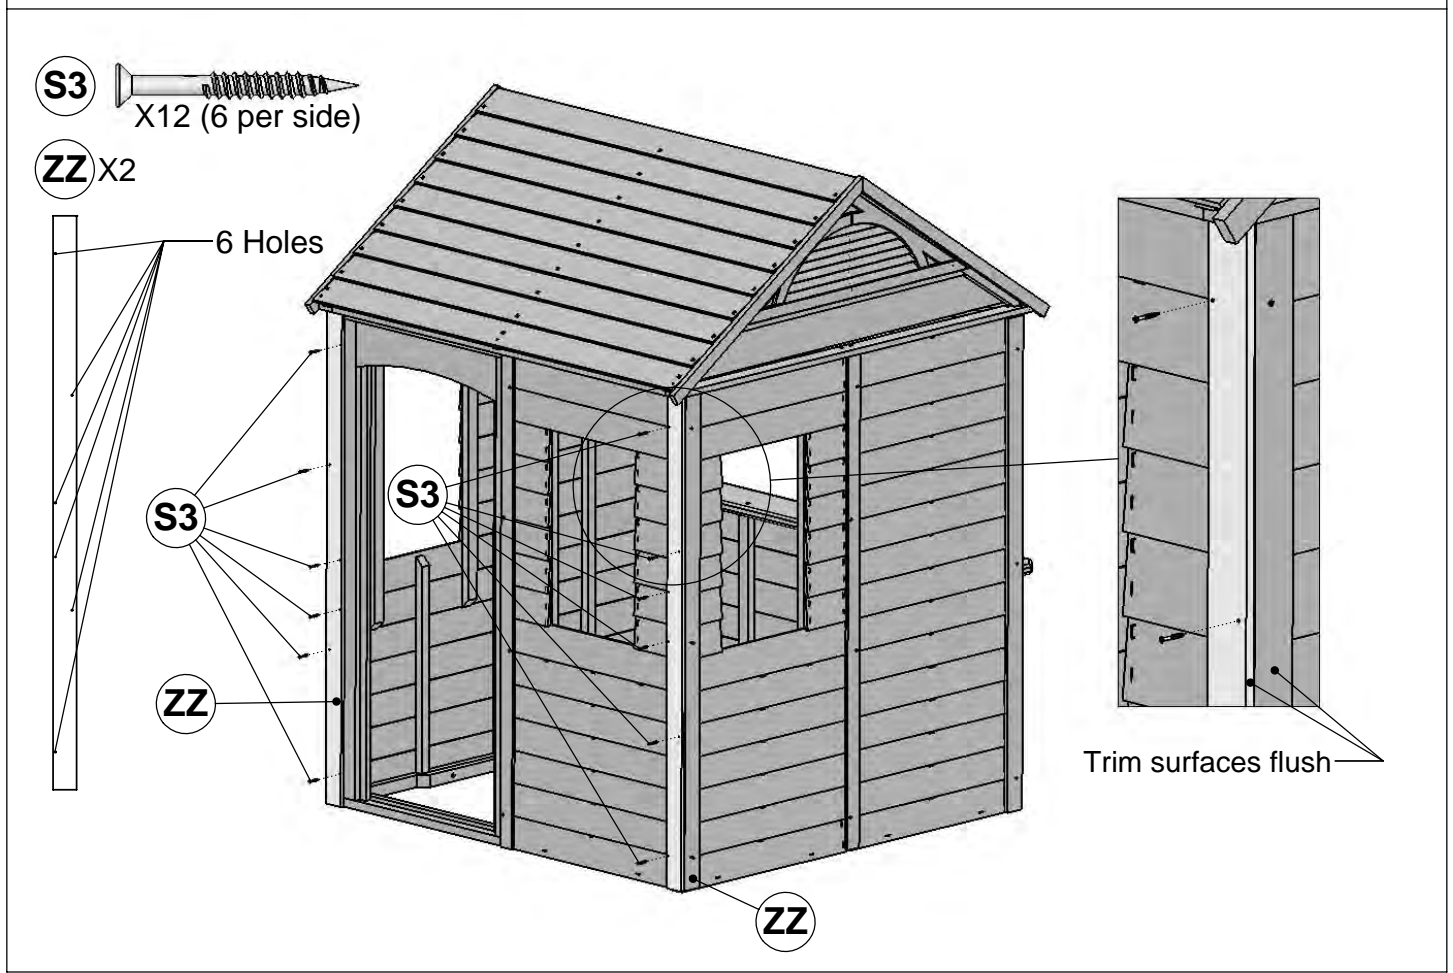 S3
X12 (6 per side)
ZZ X2
6 Holes
S3
S3
ZZ
Trim surfaces flush
ZZ